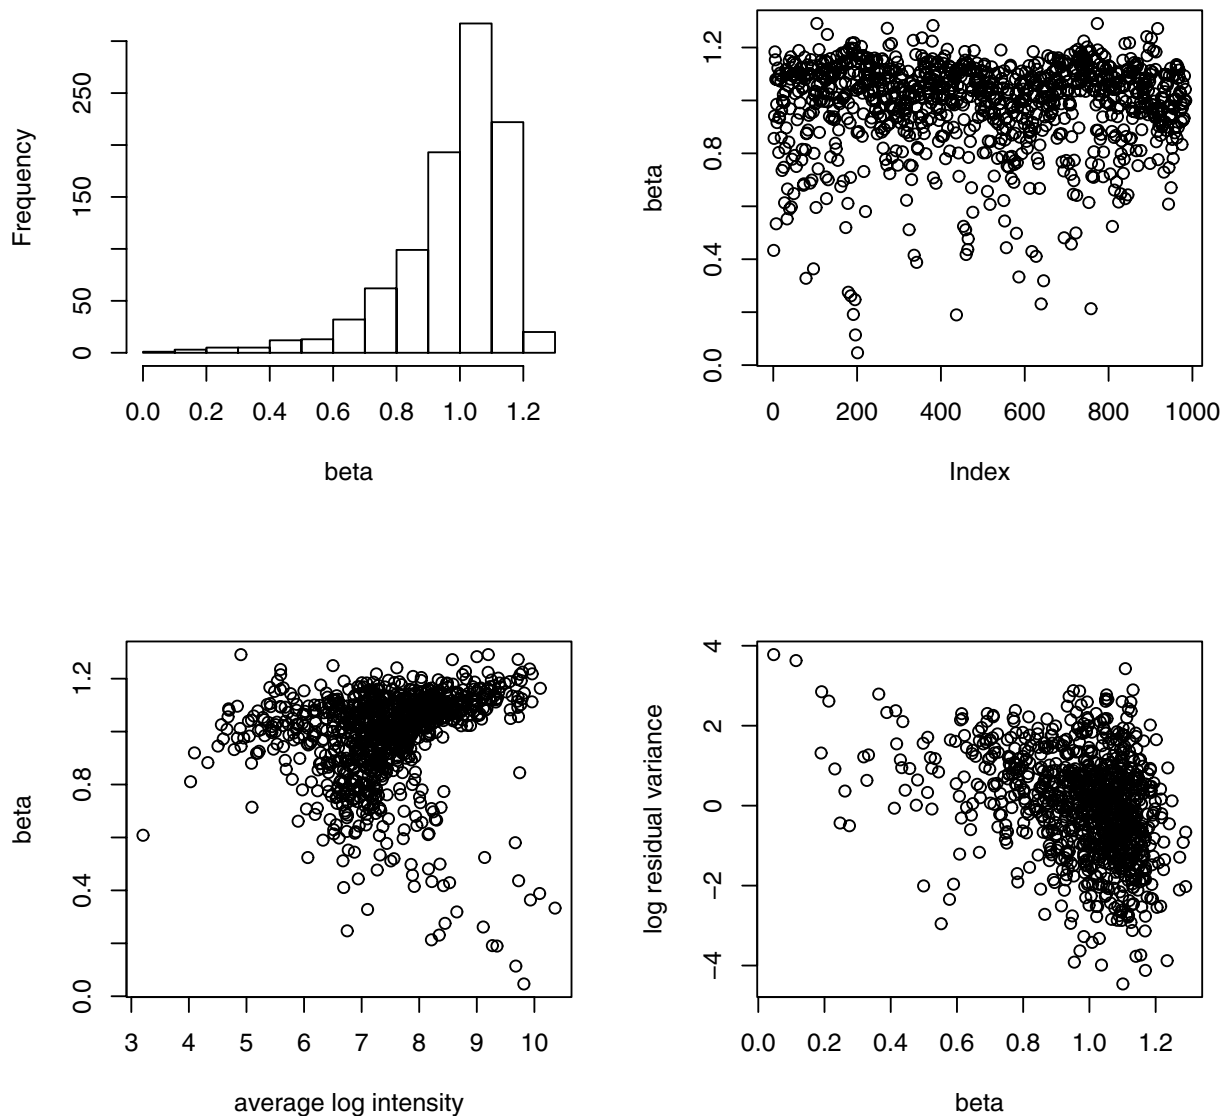 Frequency
250
150
50
0
0.0 0.2 0.4 0.6 0.8 1.0 1.2
beta
beta
1.2
0.8
0.4
0.0
0 200 400 600 800 1000
Index
beta
1.2
0.8
0.4
0.0
3 4 5 6 7 8 9 10
average log intensity
log residual variance
4
2
0
−2
−4
0.0 0.2 0.4 0.6 0.8 1.0 1.2
beta